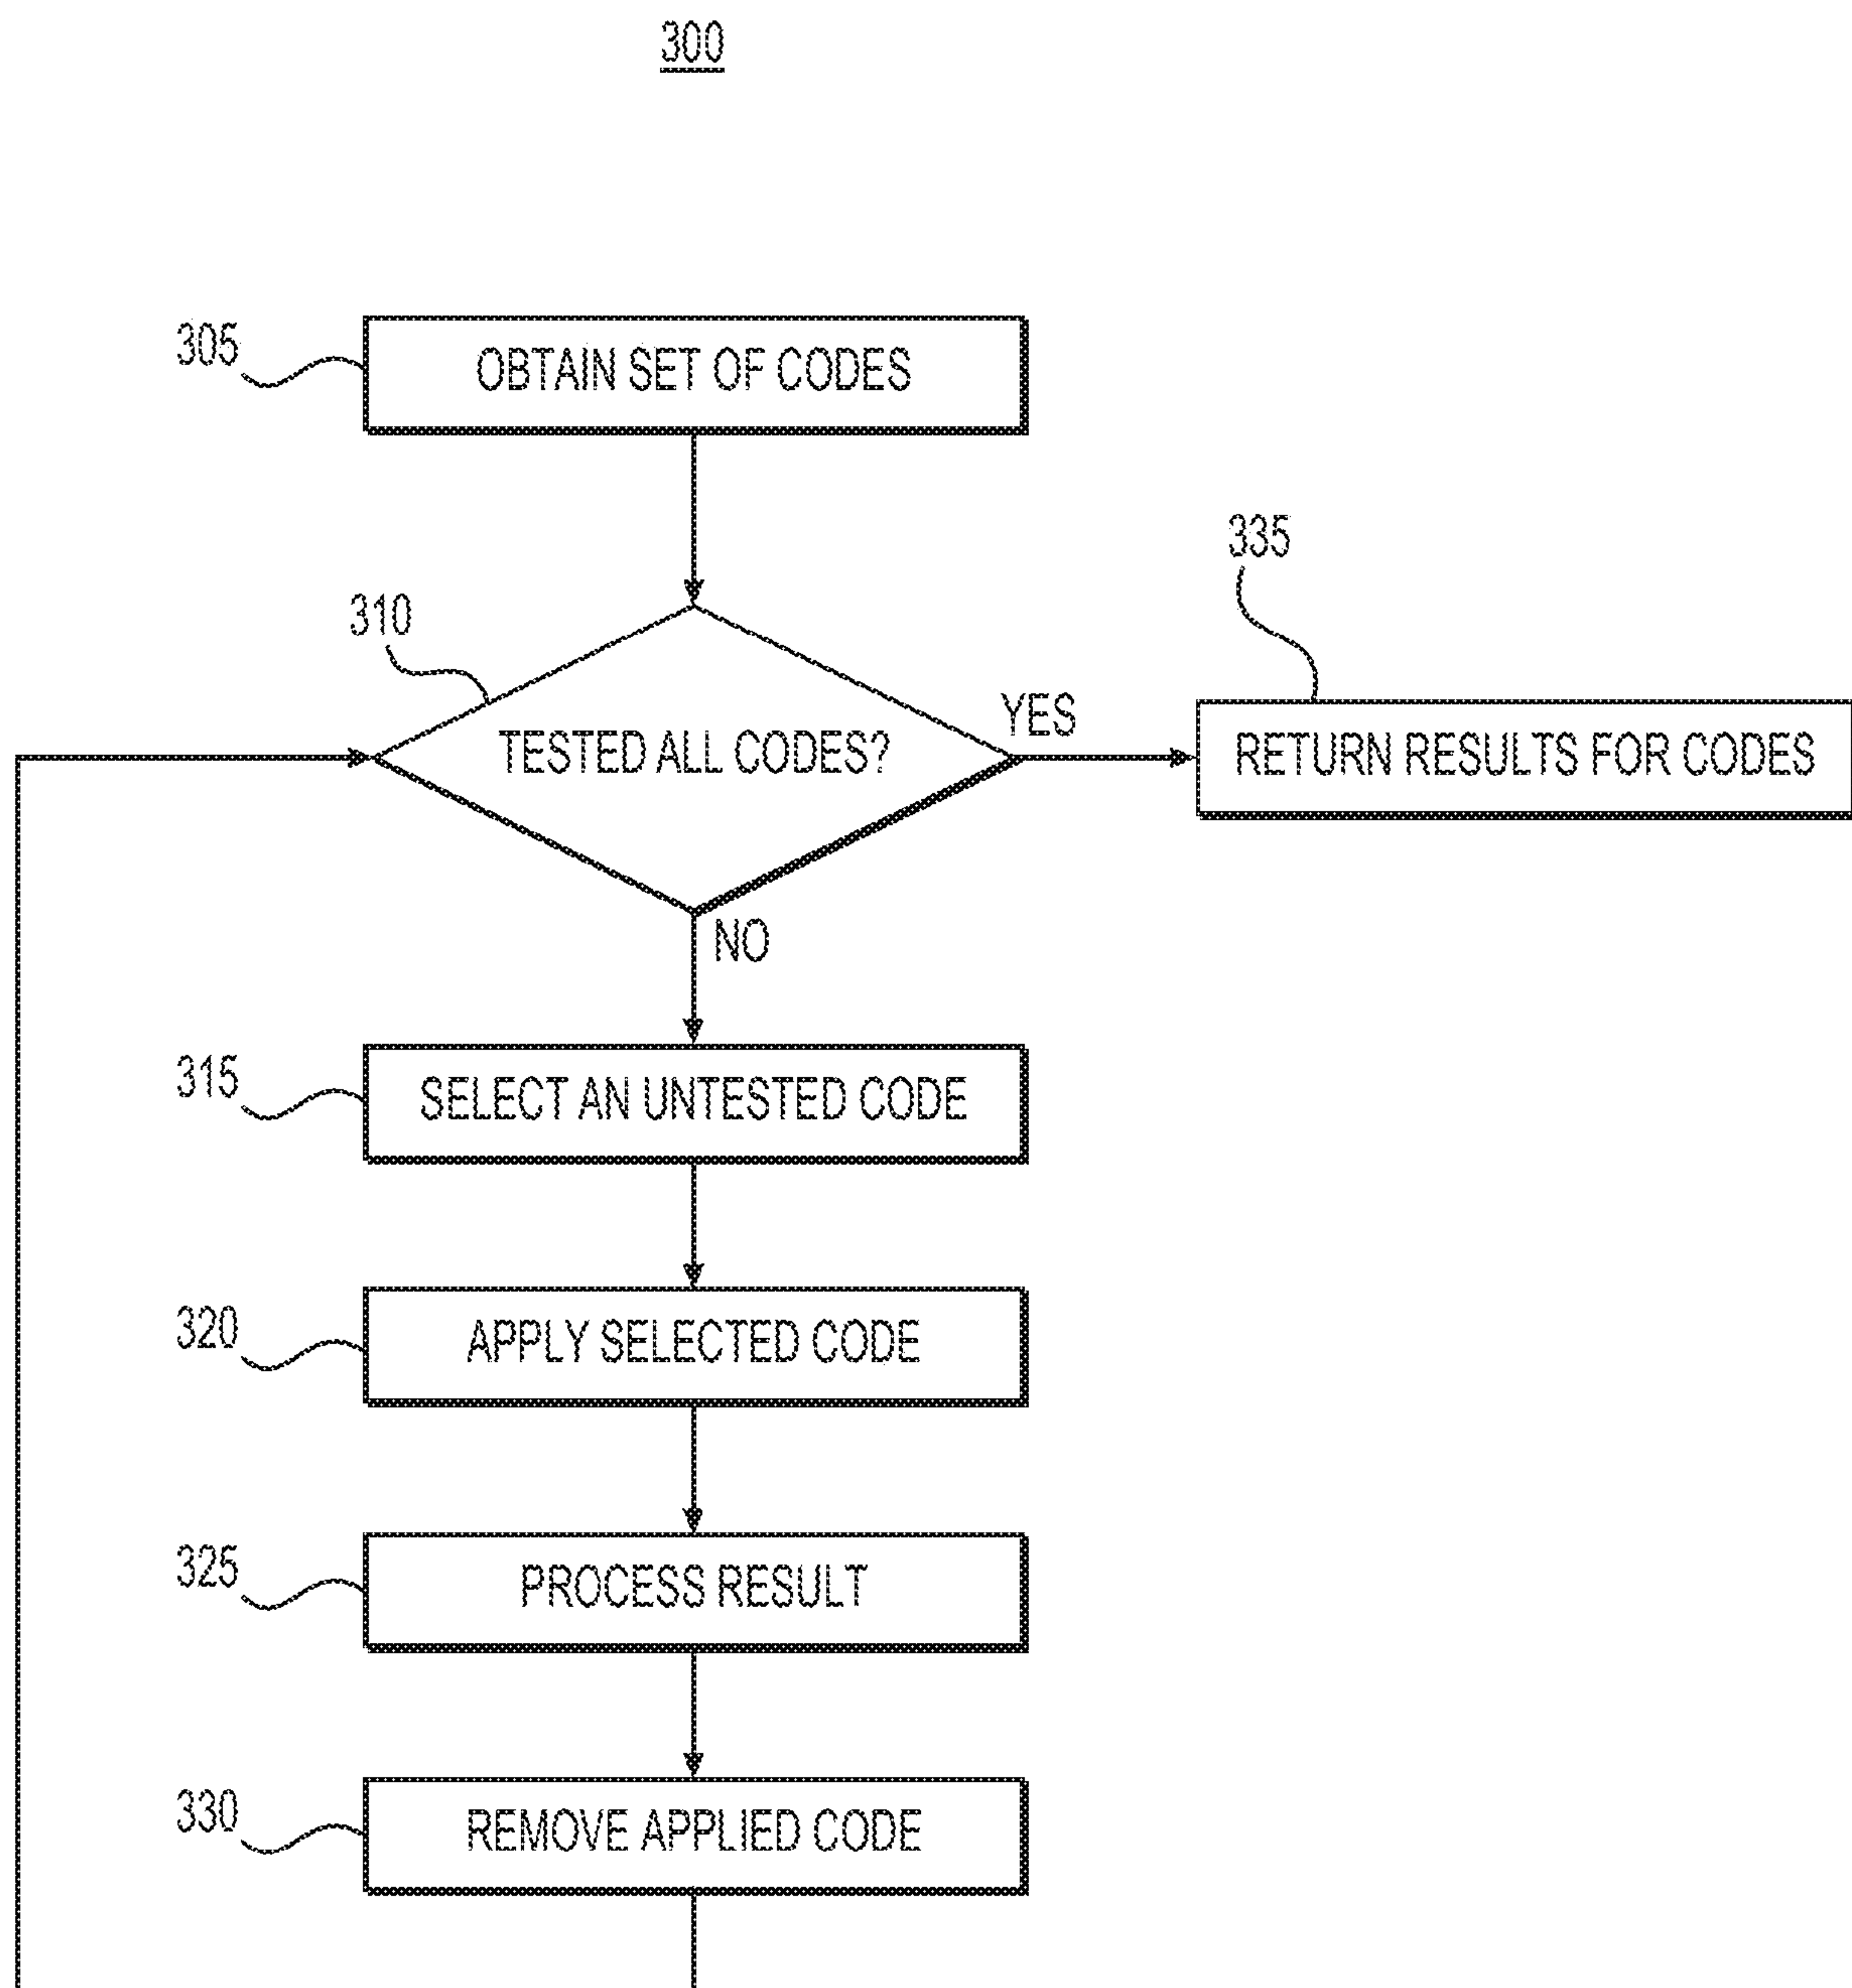 300
305
OBTAIN SET OF CODES
335
310
YES
TESTED ALL CODES?
RETURN RESULTS FOR CODES
NO
315
SELECT AN UNTESTED CODE
320
APPLY SELECTED CODE
325
PROCESS RESULT
330
REMOVE APPLIED CODE